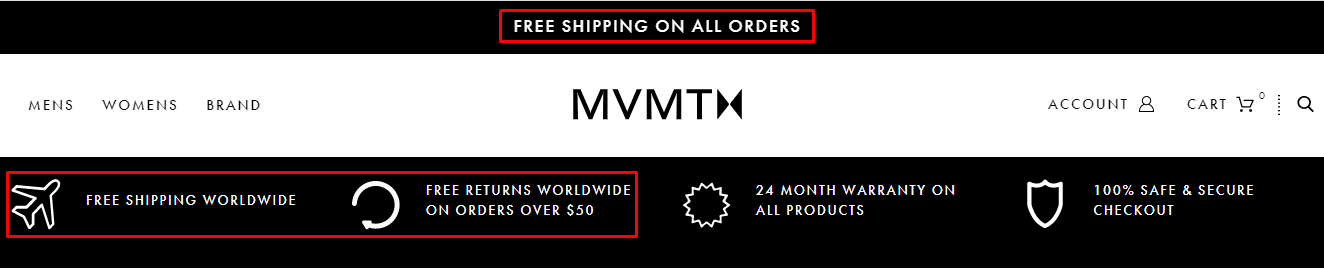 FREE SHIPPING ON ALL ORDERS
MENS WOMENS BRAND MVMT ACCOUNT CART 0
FREE SHIPPING WORLDWIDE
FREE RETURNS WORLDWIDE
ON ORDERS OVER $50
24 MONTH WARRANTY ON
ALL PRODUCTS
100% SAFE & SECURE
CHECKOUT